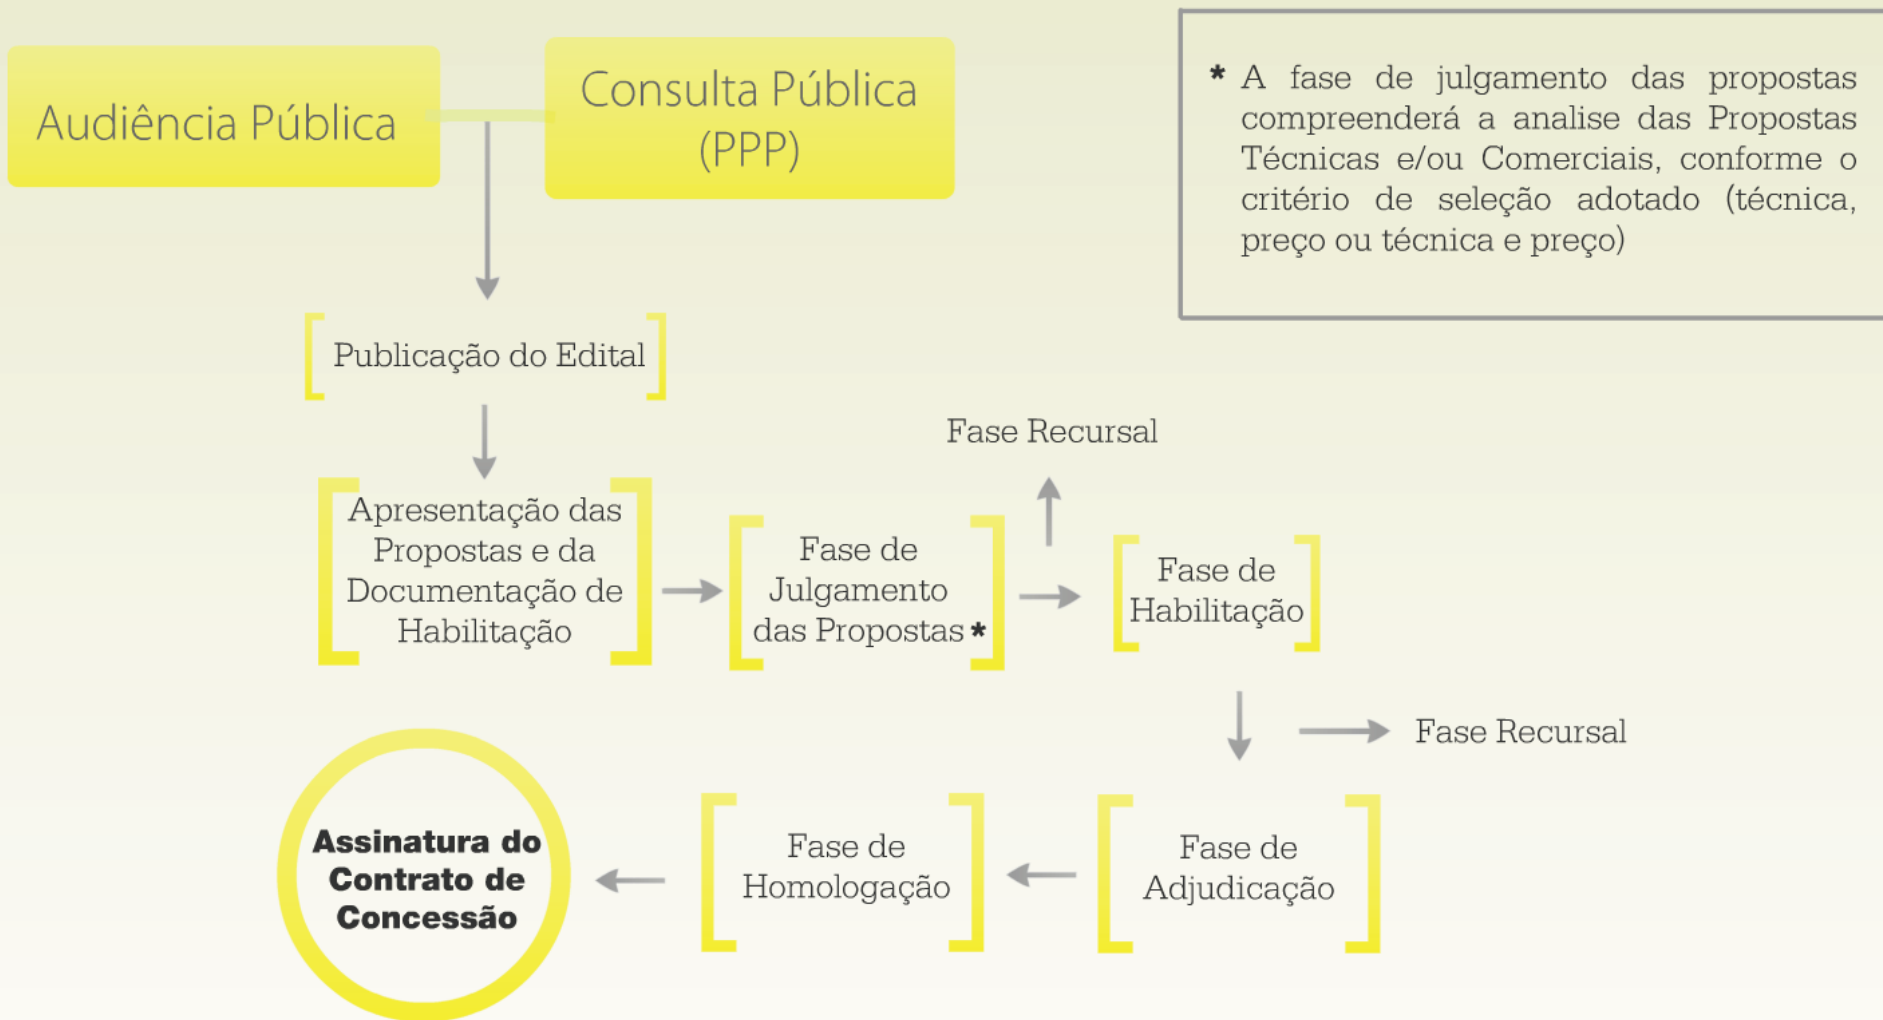 Audiência Pública
Consulta Pública
(PPP)
* A fase de julgamento das propostas
compreenderá a analise das Propostas
Técnicas e/ou Comerciais, conforme o
critério de seleção adotado (técnica,
preço ou técnica e preço)
Publicação do Edital
Fase Recursal
Apresentação das
Propostas e da
Documentação de
Habilitação
Fase de
Julgamento
das Propostas *
Fase de
Habilitação
Fase Recursal
Assinatura do
Contrato de
Concessão
Fase de
Homologação
Fase de
Adjudicação